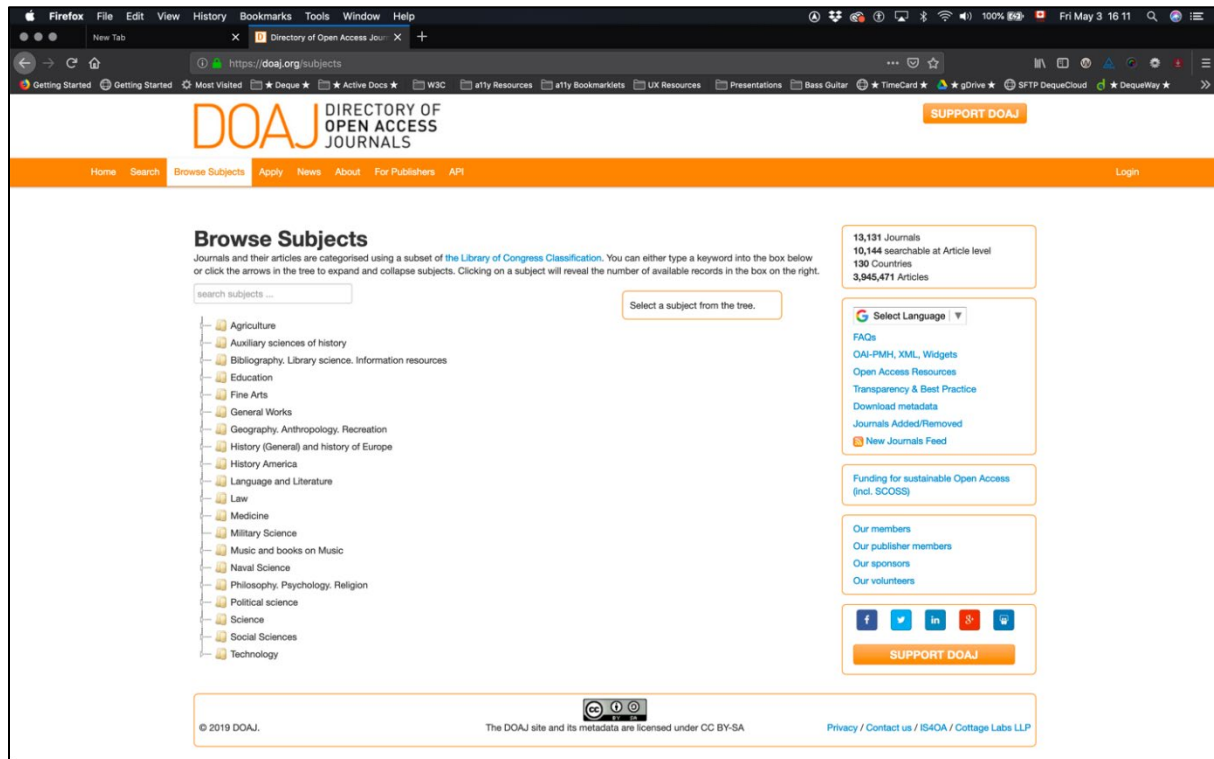 Firefox File Edit View History Bookmarks Tools Window Help
100% Fri May 3 16 11
New Tab
Directory of Open Access Jour
https://doaj.org/subjects
Getting Started Getting Started Most Visited ★ Deque ★ ★ Active Docs ★ W3C a11y Resources a11y Bookmarklets UX Resources Presentations Bass Guitar ★ TimeCard ★ ★ gDrive ★ SFTP DequeCloud ★ DequeWay ★
DOAJ
DIRECTORY OF
OPEN ACCESS
JOURNALS
SUPPORT DOAJ
Home Search Browse Subjects Apply News About For Publishers API Login
Browse Subjects
Journals and their articles are categorised using a subset of the Library of Congress Classification. You can either type a keyword into the box below
or click the arrows in the tree to expand and collapse subjects. Clicking on a subject will reveal the number of available records in the box on the right.
search subjects ...
Select a subject from the tree.
Agriculture
Auxiliary sciences of history
Bibliography. Library science. Information resources
Education
Fine Arts
General Works
Geography. Anthropology. Recreation
History (General) and history of Europe
History America
Language and Literature
Law
Medicine
Military Science
Music and books on Music
Naval Science
Philosophy. Psychology. Religion
Political science
Science
Social Sciences
Technology
13,131 Journals
10,144 searchable at Article level
130 Countries
3,945,471 Articles
Select Language
FAQs
OAI-PMH, XML, Widgets
Open Access Resources
Transparency & Best Practice
Download metadata
Journals Added/Removed
New Journals Feed
Funding for sustainable Open Access
(incl. SCOSS)
Our members
Our publisher members
Our sponsors
Our volunteers
SUPPORT DOAJ
cc
BY SA
© 2019 DOAJ.
The DOAJ site and its metadata are licensed under CC BY-SA
Privacy / Contact us / IS4OA / Cottage Labs LLP